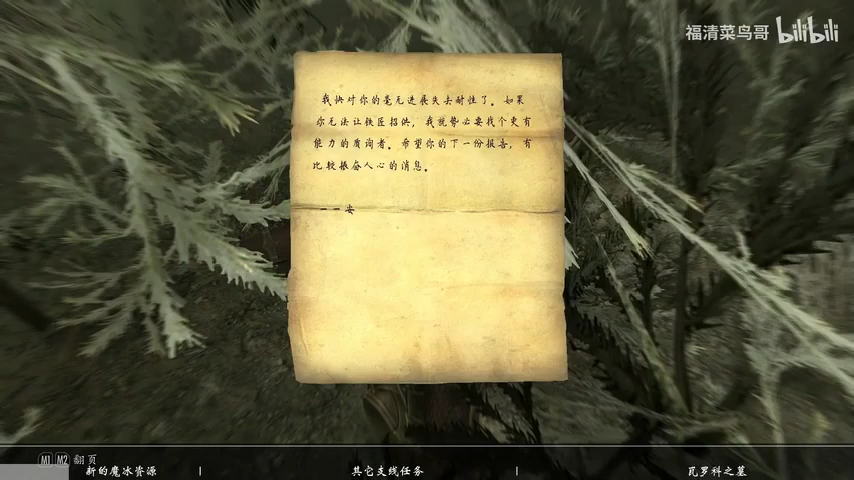 福清菜鸟哥 bilibili
我快对你的毫无进展失去耐性了。如果
你无法让铁匠招供，我就势必要找个更有
能力的质询者。希望你的下一份报告，有
比较振奋人心的消息。
——安
M1 M2 翻页
新的魔冰资源 | 其它支线任务 | 瓦罗科之墓